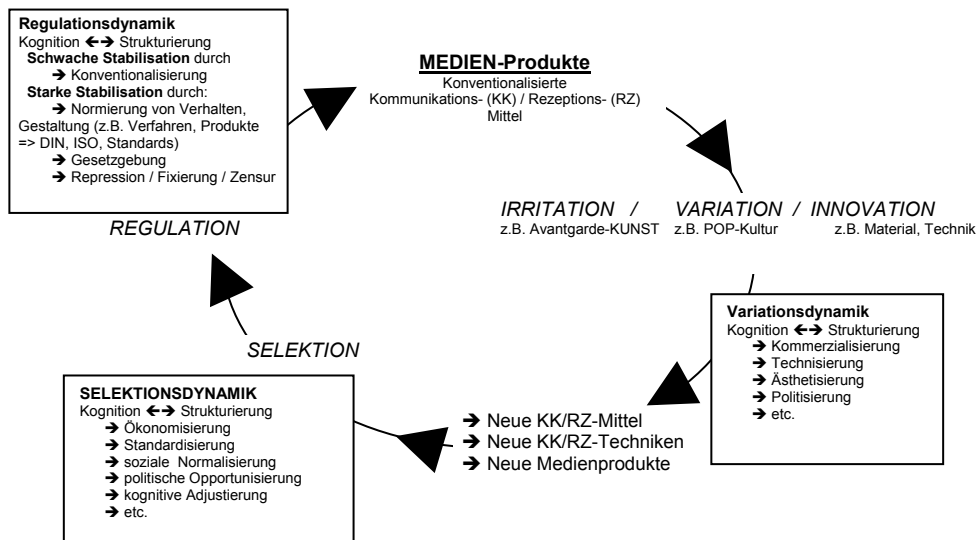 Regulationsdynamik
Kognition ←→ Strukturierung
Schwache Stabilisation durch
➔ Konventionalisierung
Starke Stabilisation durch:
➔ Normierung von Verhalten,
Gestaltung (z.B. Verfahren, Produkte
=> DIN, ISO, Standards)
➔ Gesetzgebung
➔ Repression / Fixierung / Zensur
REGULATION
MEDIEN-Produkte
Konventionalisierte
Kommunikations- (KK) / Rezeptions- (RZ)
Mittel
IRRITATION / VARIATION / INNOVATION
z.B. Avantgarde-KUNST z.B. POP-Kultur z.B. Material, Technik
Variationsdynamik
Kognition ←→ Strukturierung
➔ Kommerzialisierung
➔ Technisierung
➔ Ästhetisierung
➔ Politisierung
➔ etc.
➔ Neue KK/RZ-Mittel
➔ Neue KK/RZ-Techniken
➔ Neue Medienprodukte
SELEKTION
SELEKTIONSDYNAMIK
Kognition ←→ Strukturierung
➔ Ökonomisierung
➔ Standardisierung
➔ soziale Normalisierung
➔ politische Opportunisierung
➔ kognitive Adjustierung
➔ etc.